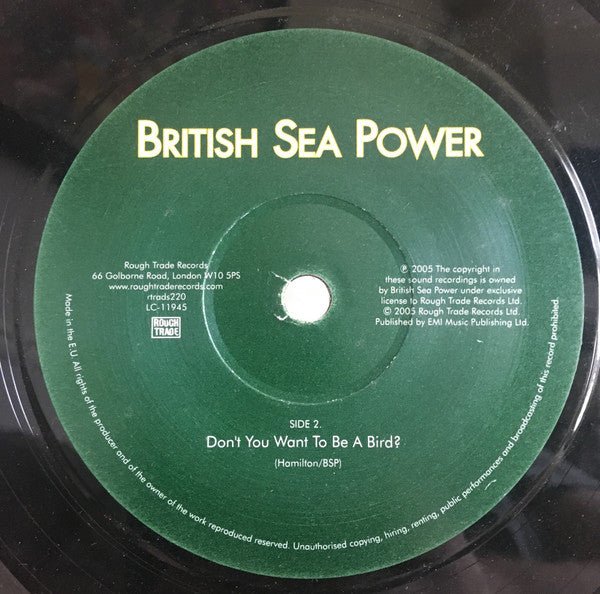 BRITISH SEA POWER
Rough Trade Records
66 Golborne Road, London W10 5PS
www.roughtraderecords.com
rtrads220
LC-11945
ROUGH
TRADE
℗ 2005 The copyright in
these sound recordings is owned
by British Sea Power under exclusive
license to Rough Trade Records Ltd.
© 2005 Rough Trade Records Ltd.
Published by EMI Music Publishing Ltd.
SIDE 2.
Don't You Want To Be A Bird?
(Hamilton/BSP)
Made in the E.U. All rights of the producer and of the owner of the work reproduced reserved. Unauthorised copying, hiring, renting, public performances and broadcasting of this record prohibited.